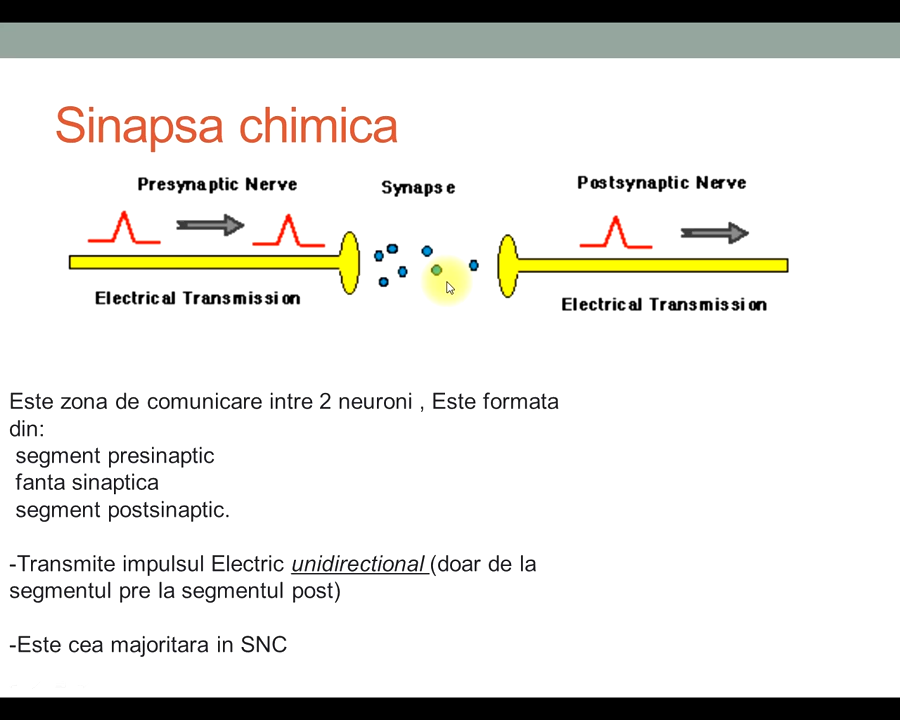 Sinapsa chimica
Presynaptic Nerve
Synapse
Postsynaptic Nerve
Electrical Transmission
Electrical Transmission
Este zona de comunicare intre 2 neuroni , Este formata
din:
segment presinaptic
fanta sinaptica
segment postsinaptic.
-Transmite impulsul Electric unidirectional (doar de la
segmentul pre la segmentul post)
-Este cea majoritara in SNC